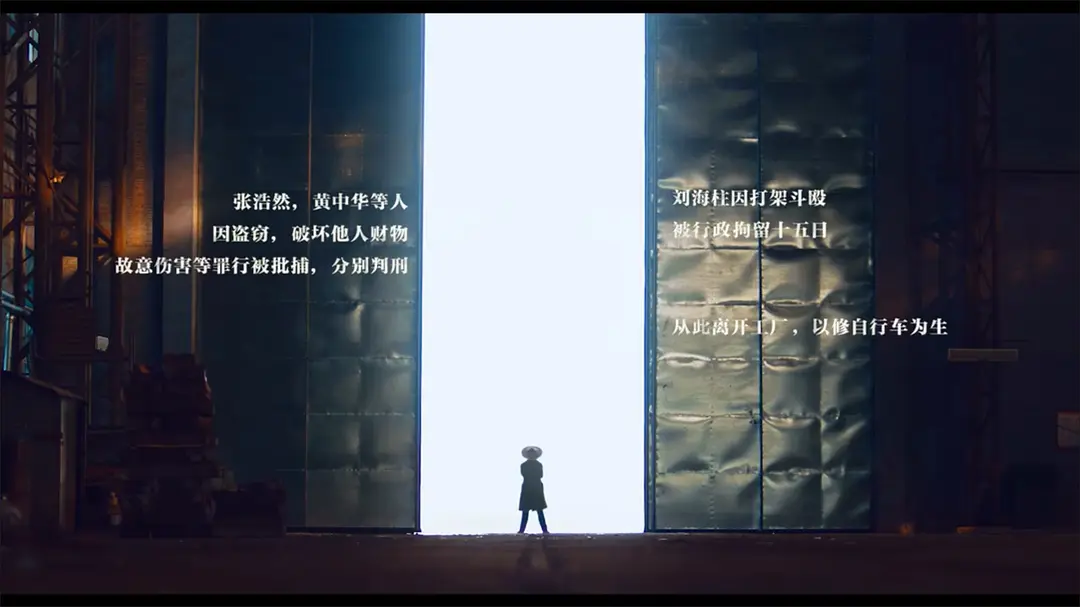 张浩然，黄中华等人
因盗窃，破坏他人财物
故意伤害等罪行被批捕，分别判刑
刘海柱因打架斗殴
被行政拘留十五日
从此离开工厂，以修自行车为生